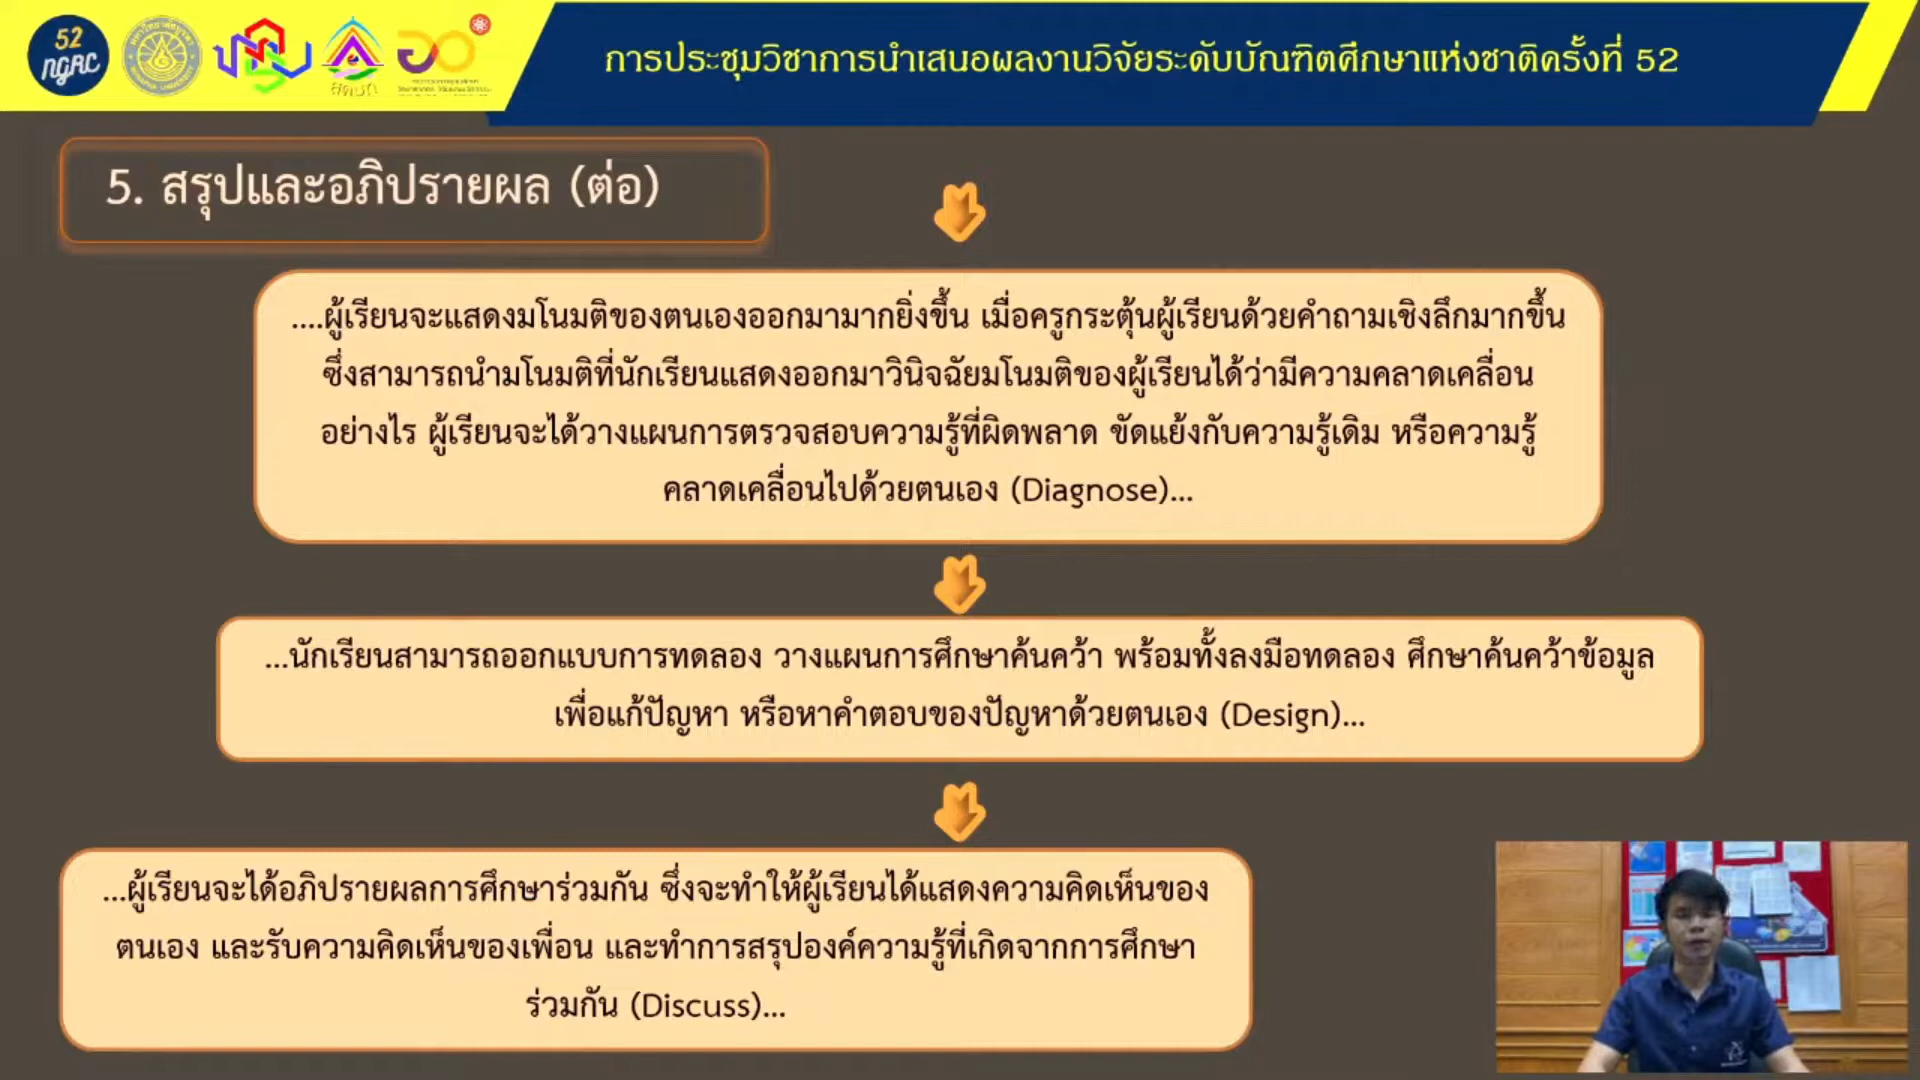 52
NGRC
การประชุมวิชาการนำเสนอผลงานวิจัยระดับบัณฑิตศึกษาแห่งชาติครั้งที่ 52
5. สรุปและอภิปรายผล (ต่อ)
....ผู้เรียนจะแสดงมโนมติของตนเองออกมามากยิ่งขึ้น เมื่อครูกระตุ้นผู้เรียนด้วยคำถามเชิงลึกมากขึ้น
ซึ่งสามารถนำมโนมติที่นักเรียนแสดงออกมาวินิจฉัยมโนมติของผู้เรียนได้ว่ามีความคลาดเคลื่อน
อย่างไร ผู้เรียนจะได้วางแผนการตรวจสอบความรู้ที่ผิดพลาด ขัดแย้งกับความรู้เดิม หรือความรู้
คลาดเคลื่อนไปด้วยตนเอง (Diagnose)...
...นักเรียนสามารถออกแบบการทดลอง วางแผนการศึกษาค้นคว้า พร้อมทั้งลงมือทดลอง ศึกษาค้นคว้าข้อมูล
เพื่อแก้ปัญหา หรือหาคำตอบของปัญหาด้วยตนเอง (Design)...
...ผู้เรียนจะได้อภิปรายผลการศึกษาร่วมกัน ซึ่งจะทำให้ผู้เรียนได้แสดงความคิดเห็นของ
ตนเอง และรับความคิดเห็นของเพื่อน และทำการสรุปองค์ความรู้ที่เกิดจากการศึกษา
ร่วมกัน (Discuss)...